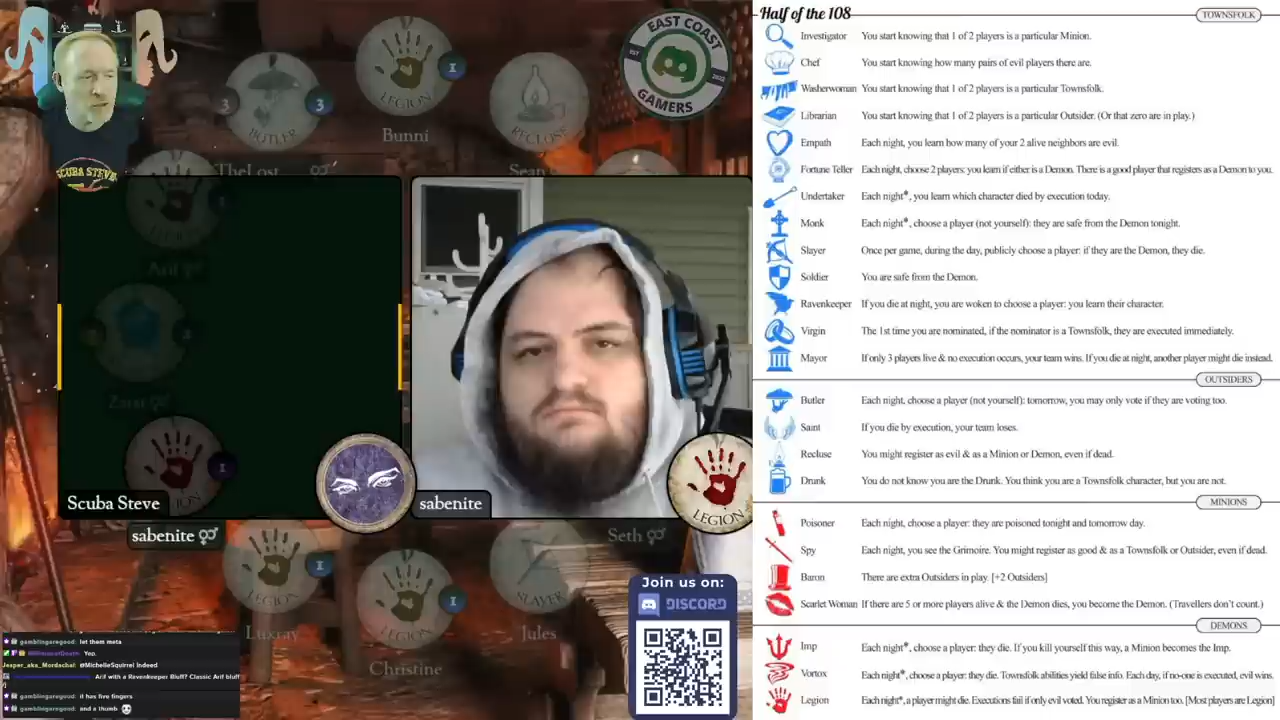 EAST COAST
EST
2022
GAMERS
3
3
BUTLER
TheLost
LEGION
I
Bunni
RECLUSE
Sean
SCUBA STEVE
Arif
Zara
I
Scuba Steve
sabenite
LEGION
sabenite
LEGION
I
Luxray
LEGION
I
Christine
SLAYER
Jules
Seth
Join us on:
DISCORD
gamblingaregood: let them meta
Yep.
Jesper_aka_Mordachai: @MichelleSquirrel Indeed
Arif with a Ravenkeeper Bluff? Classic Arif bluff
gamblingaregood: it has five fingers
gamblingaregood: and a thumb
Half of the 108
TOWNSFOLK
Investigator You start knowing that 1 of 2 players is a particular Minion.
Chef You start knowing how many pairs of evil players there are.
Washerwoman You start knowing that 1 of 2 players is a particular Townsfolk.
Librarian You start knowing that 1 of 2 players is a particular Outsider. (Or that zero are in play.)
Empath Each night, you learn how many of your 2 alive neighbors are evil.
Fortune Teller Each night, choose 2 players: you learn if either is a Demon. There is a good player that registers as a Demon to you.
Undertaker Each night*, you learn which character died by execution today.
Monk Each night*, choose a player (not yourself): they are safe from the Demon tonight.
Slayer Once per game, during the day, publicly choose a player: if they are the Demon, they die.
Soldier You are safe from the Demon.
Ravenkeeper If you die at night, you are woken to choose a player: you learn their character.
Virgin The 1st time you are nominated, if the nominator is a Townsfolk, they are executed immediately.
Mayor If only 3 players live & no execution occurs, your team wins. If you die at night, another player might die instead.
OUTSIDERS
Butler Each night, choose a player (not yourself): tomorrow, you may only vote if they are voting too.
Saint If you die by execution, your team loses.
Recluse You might register as evil & as a Minion or Demon, even if dead.
Drunk You do not know you are the Drunk. You think you are a Townsfolk character, but you are not.
MINIONS
Poisoner Each night, choose a player: they are poisoned tonight and tomorrow day.
Spy Each night, you see the Grimoire. You might register as good & as a Townsfolk or Outsider, even if dead.
Baron There are extra Outsiders in play. [+2 Outsiders]
Scarlet Woman If there are 5 or more players alive & the Demon dies, you become the Demon. (Travellers don't count.)
DEMONS
Imp Each night*, choose a player: they die. If you kill yourself this way, a Minion becomes the Imp.
Vortox Each night*, choose a player: they die. Townsfolk abilities yield false info. Each day, if no-one is executed, evil wins.
Legion Each night*, a player might die. Executions fail if only evil voted. You register as a Minion too. [Most players are Legion]